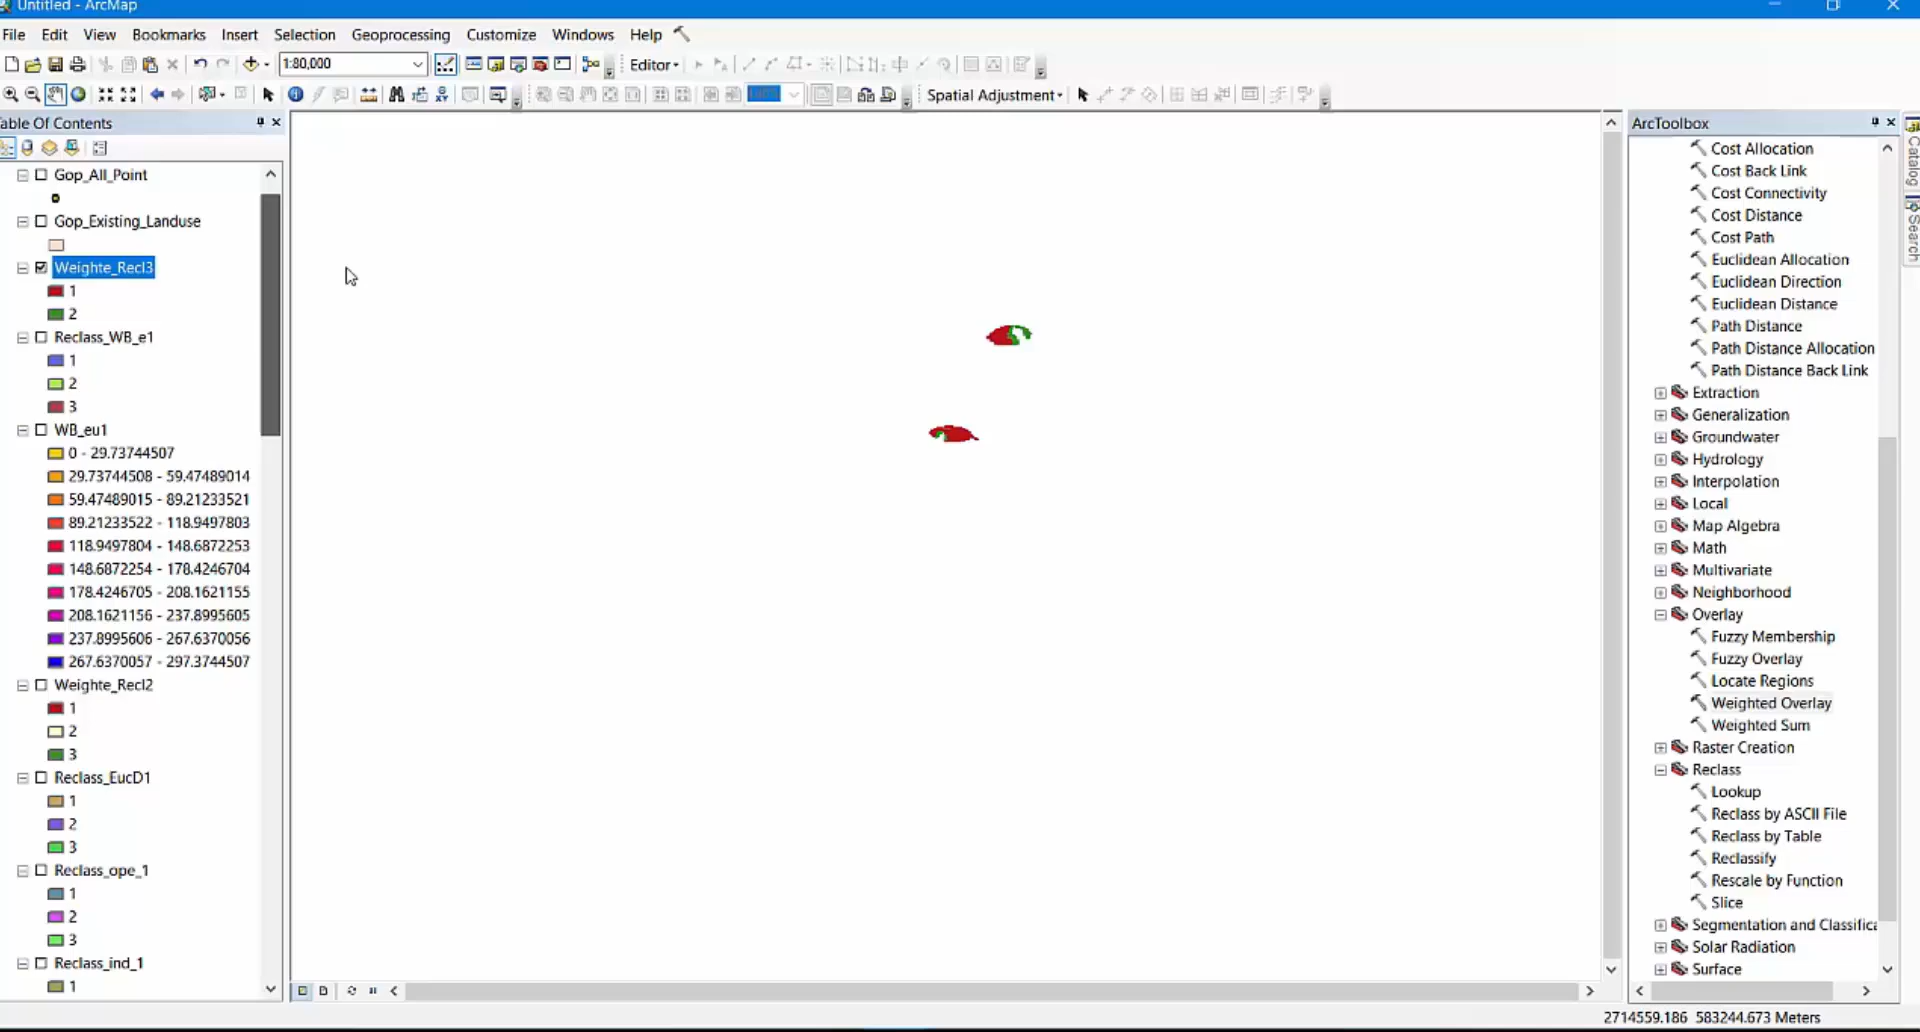 Untitled - ArcMap
File Edit View Bookmarks Insert Selection Geoprocessing Customize Windows Help
1:80,000 Editor
Spatial Adjustment
able Of Contents
Gop_All_Point
Gop_Existing_Landuse
Weighte_Recl3
1
2
Reclass_WB_e1
1
2
3
WB_eu1
0 - 29.73744507
29.73744508 - 59.47489014
59.47489015 - 89.21233521
89.21233522 - 118.9497803
118.9497804 - 148.6872253
148.6872254 - 178.4246704
178.4246705 - 208.1621155
208.1621156 - 237.8995605
237.8995606 - 267.6370056
267.6370057 - 297.3744507
Weighte_Recl2
1
2
3
Reclass_EucD1
1
2
3
Reclass_ope_1
1
2
3
Reclass_ind_1
1
ArcToolbox
Cost Allocation
Cost Back Link
Cost Connectivity
Cost Distance
Cost Path
Euclidean Allocation
Euclidean Direction
Euclidean Distance
Path Distance
Path Distance Allocation
Path Distance Back Link
Extraction
Generalization
Groundwater
Hydrology
Interpolation
Local
Map Algebra
Math
Multivariate
Neighborhood
Overlay
Fuzzy Membership
Fuzzy Overlay
Locate Regions
Weighted Overlay
Weighted Sum
Raster Creation
Reclass
Lookup
Reclass by ASCII File
Reclass by Table
Reclassify
Rescale by Function
Slice
Segmentation and Classifica
Solar Radiation
Surface
Catalog
Search
2714559.186 583244.673 Meters